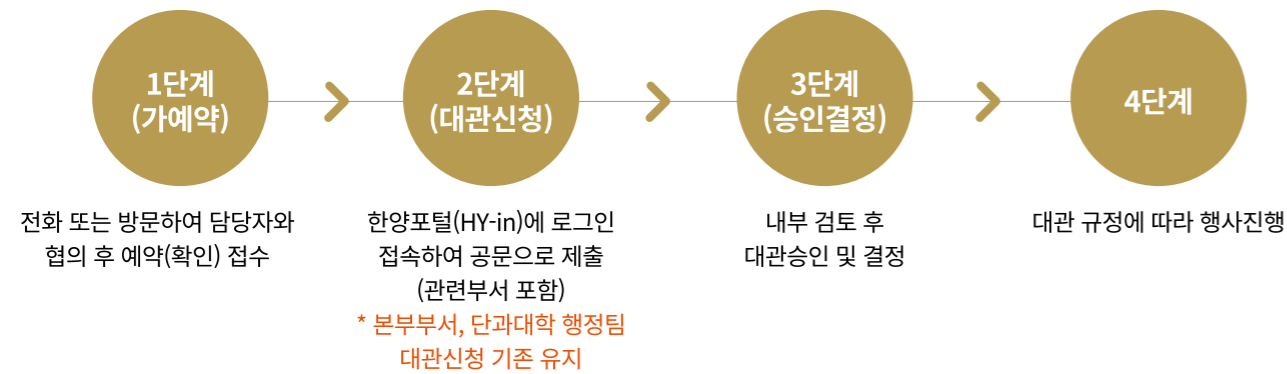 1단계
(가예약)
전화 또는 방문하여 담당자와
협의 후 예약(확인) 접수
2단계
(대관신청)
한양포털(HY-in)에 로그인
접속하여 공문으로 제출
(관련부서 포함)
* 본부부서, 단과대학 행정팀
대관신청 기존 유지
3단계
(승인결정)
내부 검토 후
대관승인 및 결정
4단계
대관 규정에 따라 행사진행